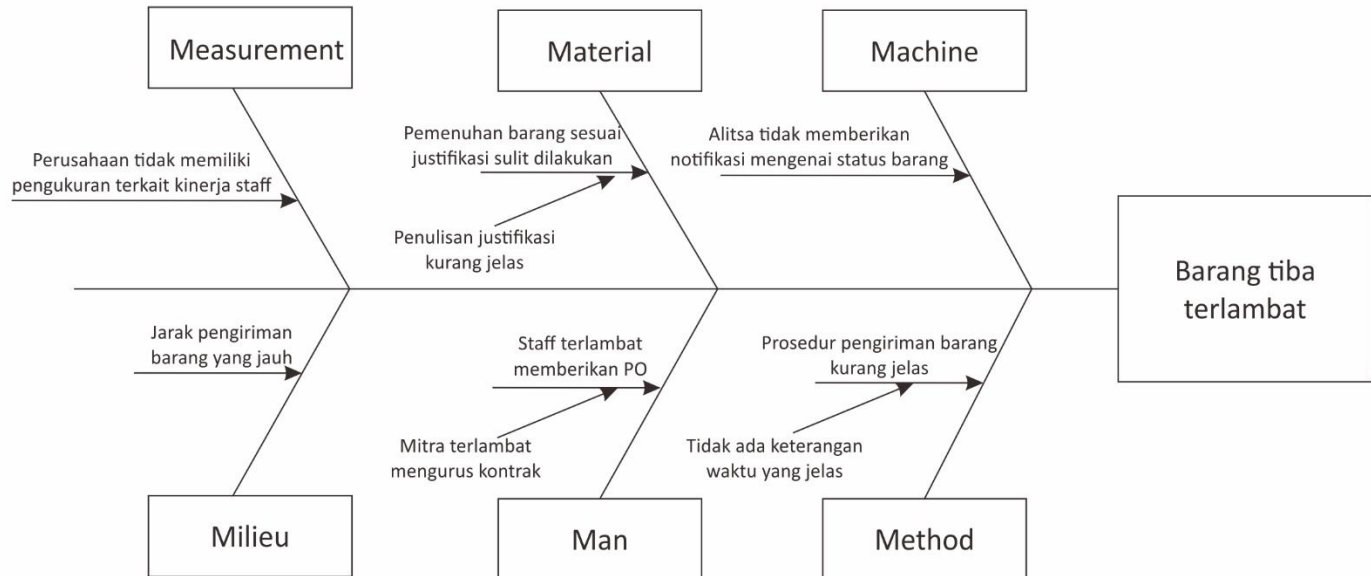 Measurement
Material
Machine
Perusahaan tidak memiliki
pengukuran terkait kinerja staff
Pemenuhan barang sesuai
justifikasi sulit dilakukan
Penulisan justifikasi
kurang jelas
Alitsa tidak memberikan
notifikasi mengenai status barang
Barang tiba
terlambat
Jarak pengiriman
barang yang jauh
Staff terlambat
memberikan PO
Mitra terlambat
mengurus kontrak
Prosedur pengiriman barang
kurang jelas
Tidak ada keterangan
waktu yang jelas
Milieu
Man
Method